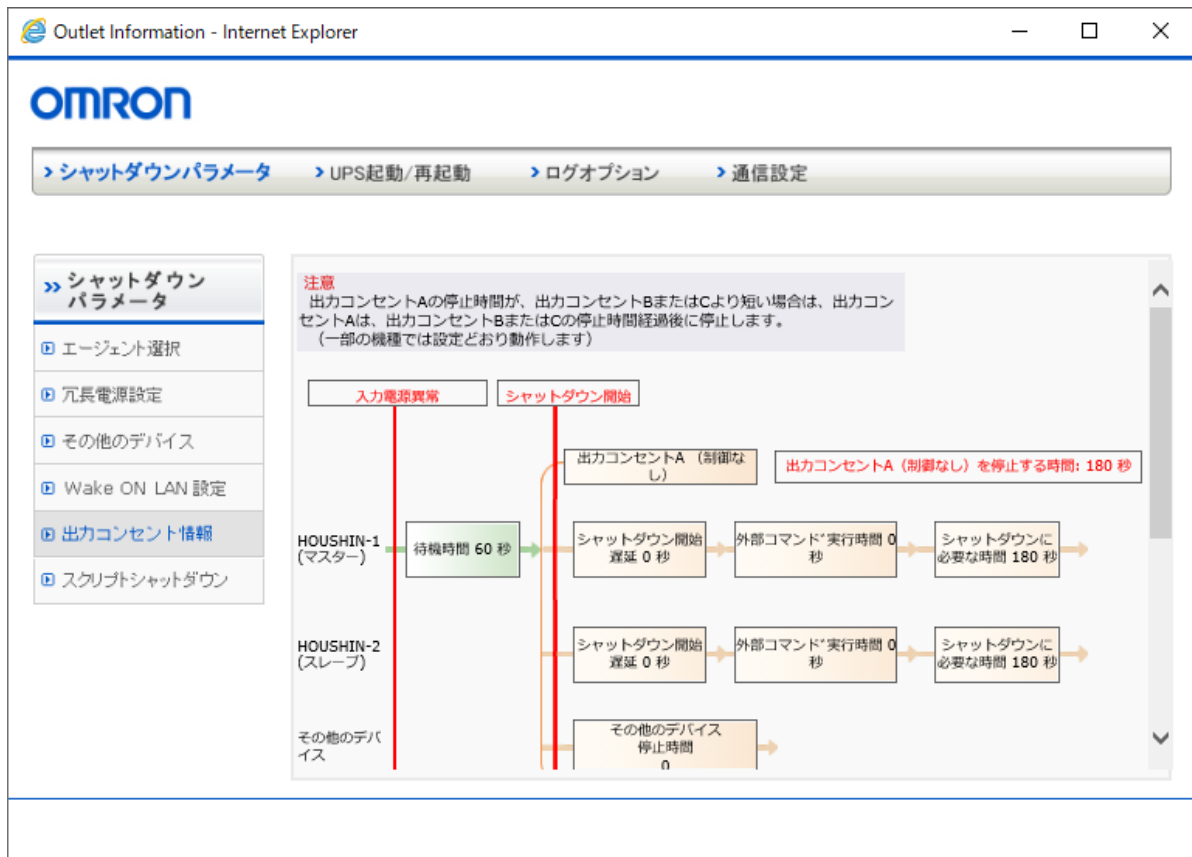 Outlet Information - Internet Explorer
OMRON
シャットダウンパラメータ
UPS起動/再起動
ログオプション
通信設定
シャットダウン
パラメータ
エージェント選択
冗長電源設定
その他のデバイス
Wake ON LAN 設定
出力コンセント情報
スクリプトシャットダウン
注意
出力コンセントAの停止時間が、出力コンセントBまたはCより短い場合は、出力コン
セントAは、出力コンセントBまたはCの停止時間経過後に停止します。
（一部の機種では設定どおり動作します）
入力電源異常
シャットダウン開始
出力コンセントA （制御な
し）
出力コンセントA（制御なし）を停止する時間: 180 秒
HOUSHIN-1
(マスター)
待機時間 60 秒
シャットダウン開始
遅延 0 秒
外部コマンド実行時間 0
秒
シャットダウンに
必要な時間 180 秒
HOUSHIN-2
(スレーブ)
シャットダウン開始
遅延 0 秒
外部コマンド実行時間 0
秒
シャットダウンに
必要な時間 180 秒
その他のデバ
イス
その他のデバイス
停止時間
0